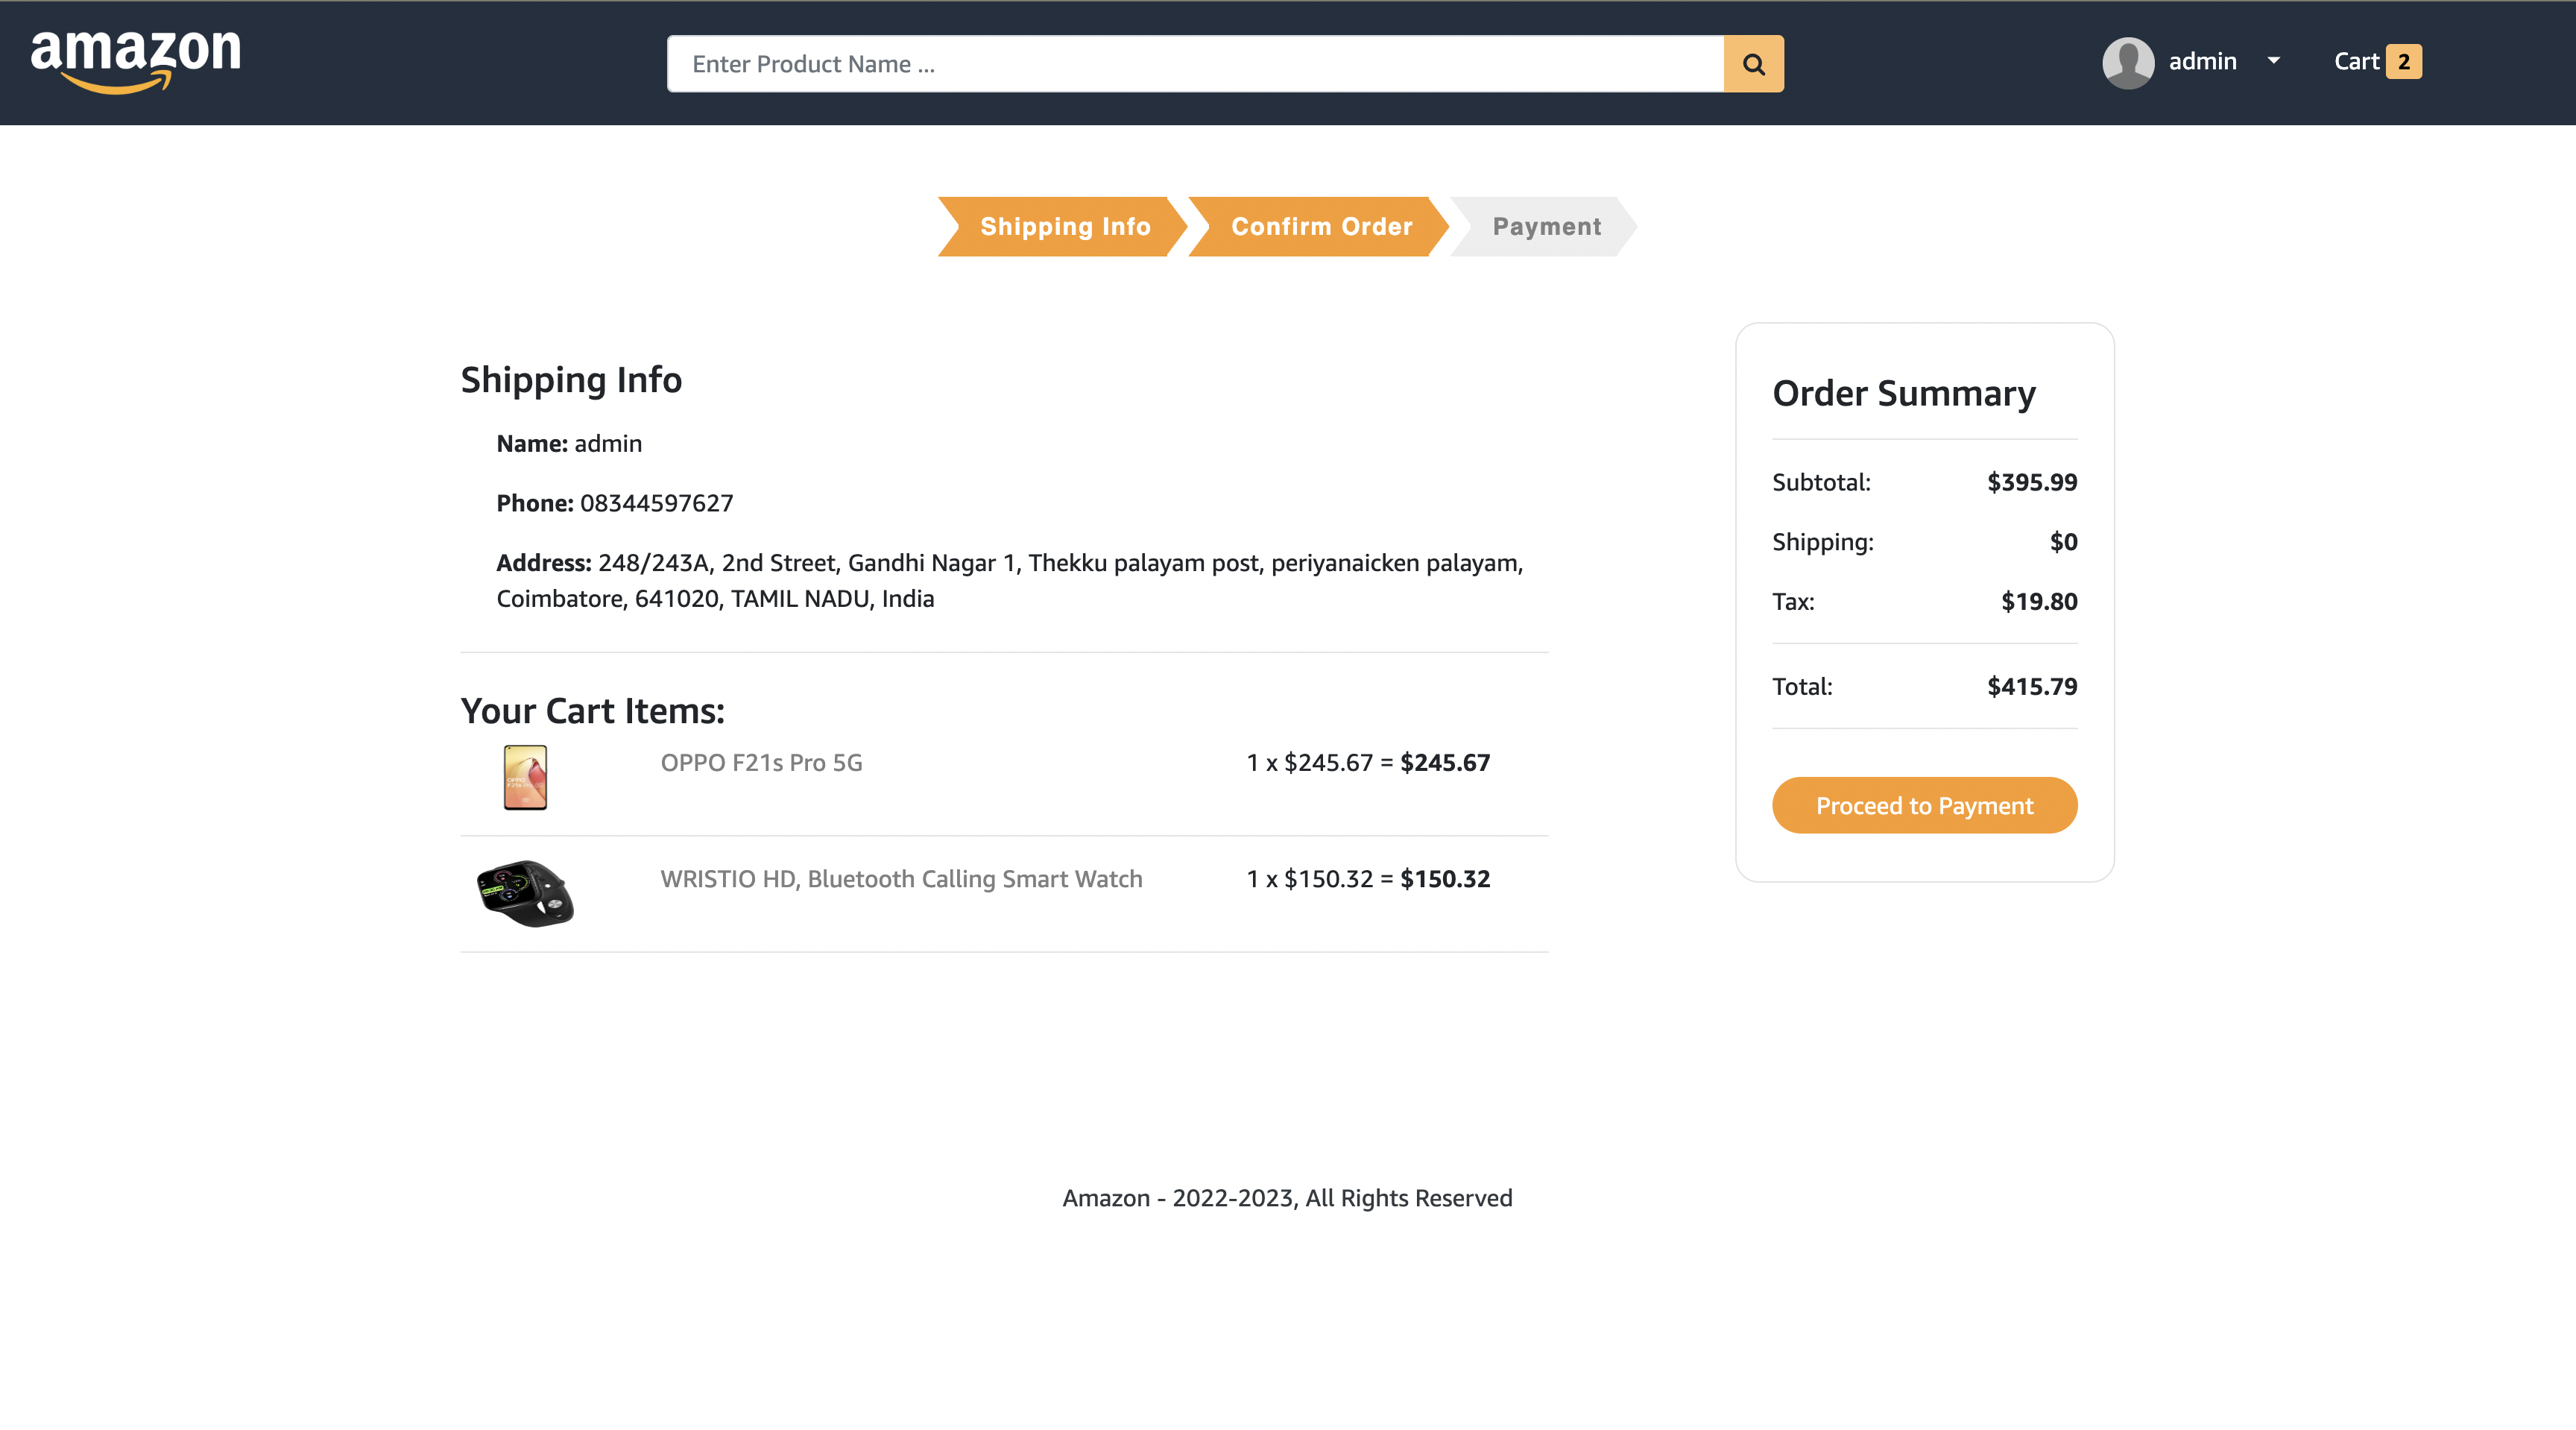 amazon
Enter Product Name ...
admin
Cart 2
Shipping Info
Confirm Order
Payment
Shipping Info
Name: admin
Phone: 08344597627
Address: 248/243A, 2nd Street, Gandhi Nagar 1, Thekku palayam post, periyanaicken palayam,
Coimbatore, 641020, TAMIL NADU, India
Your Cart Items:
OPPO F21s Pro 5G
1 x $245.67 = $245.67
WRISTIO HD, Bluetooth Calling Smart Watch
1 x $150.32 = $150.32
Order Summary
Subtotal: $395.99
Shipping: $0
Tax: $19.80
Total: $415.79
Proceed to Payment
Amazon - 2022-2023, All Rights Reserved